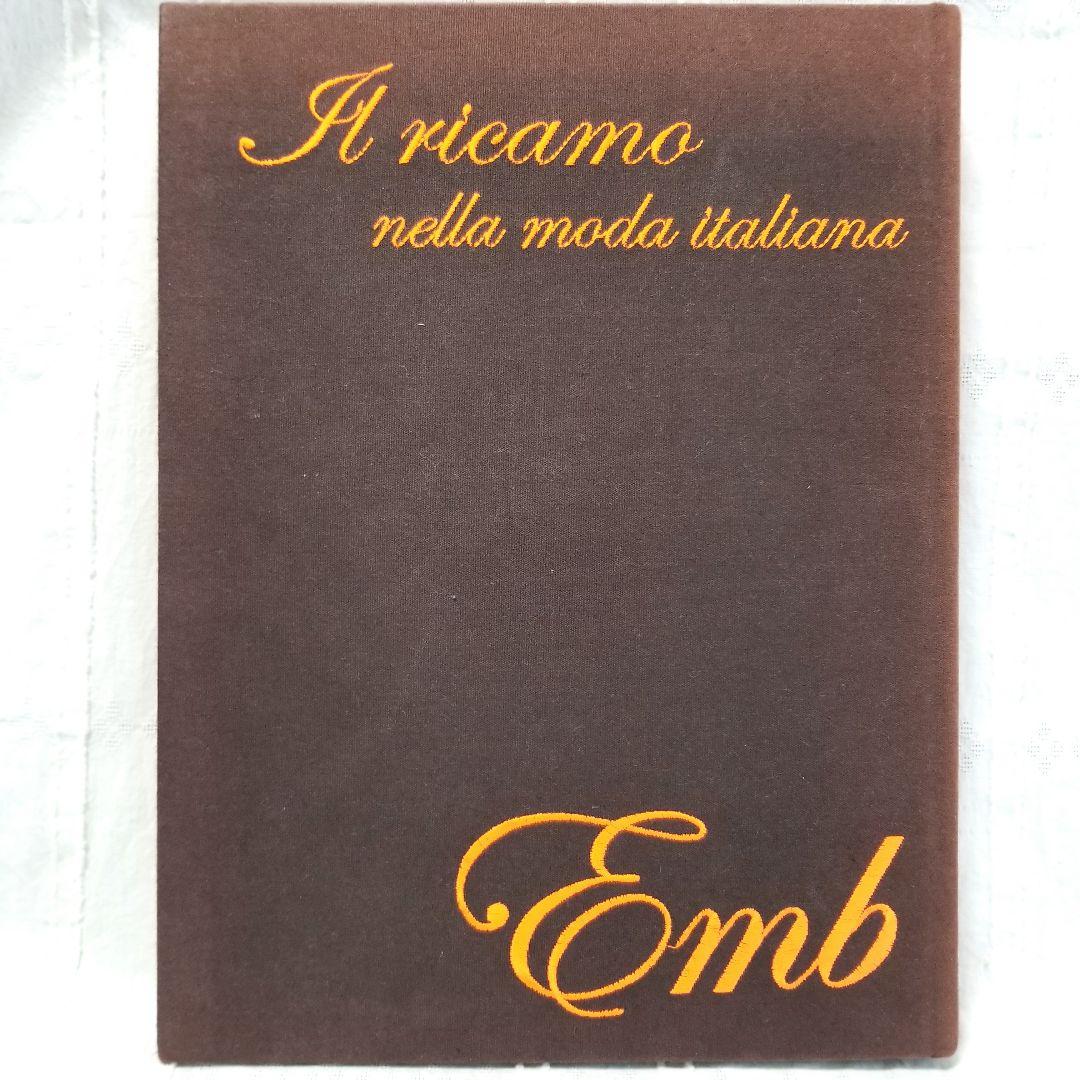 Il ricamo
nella moda italiana
Emb